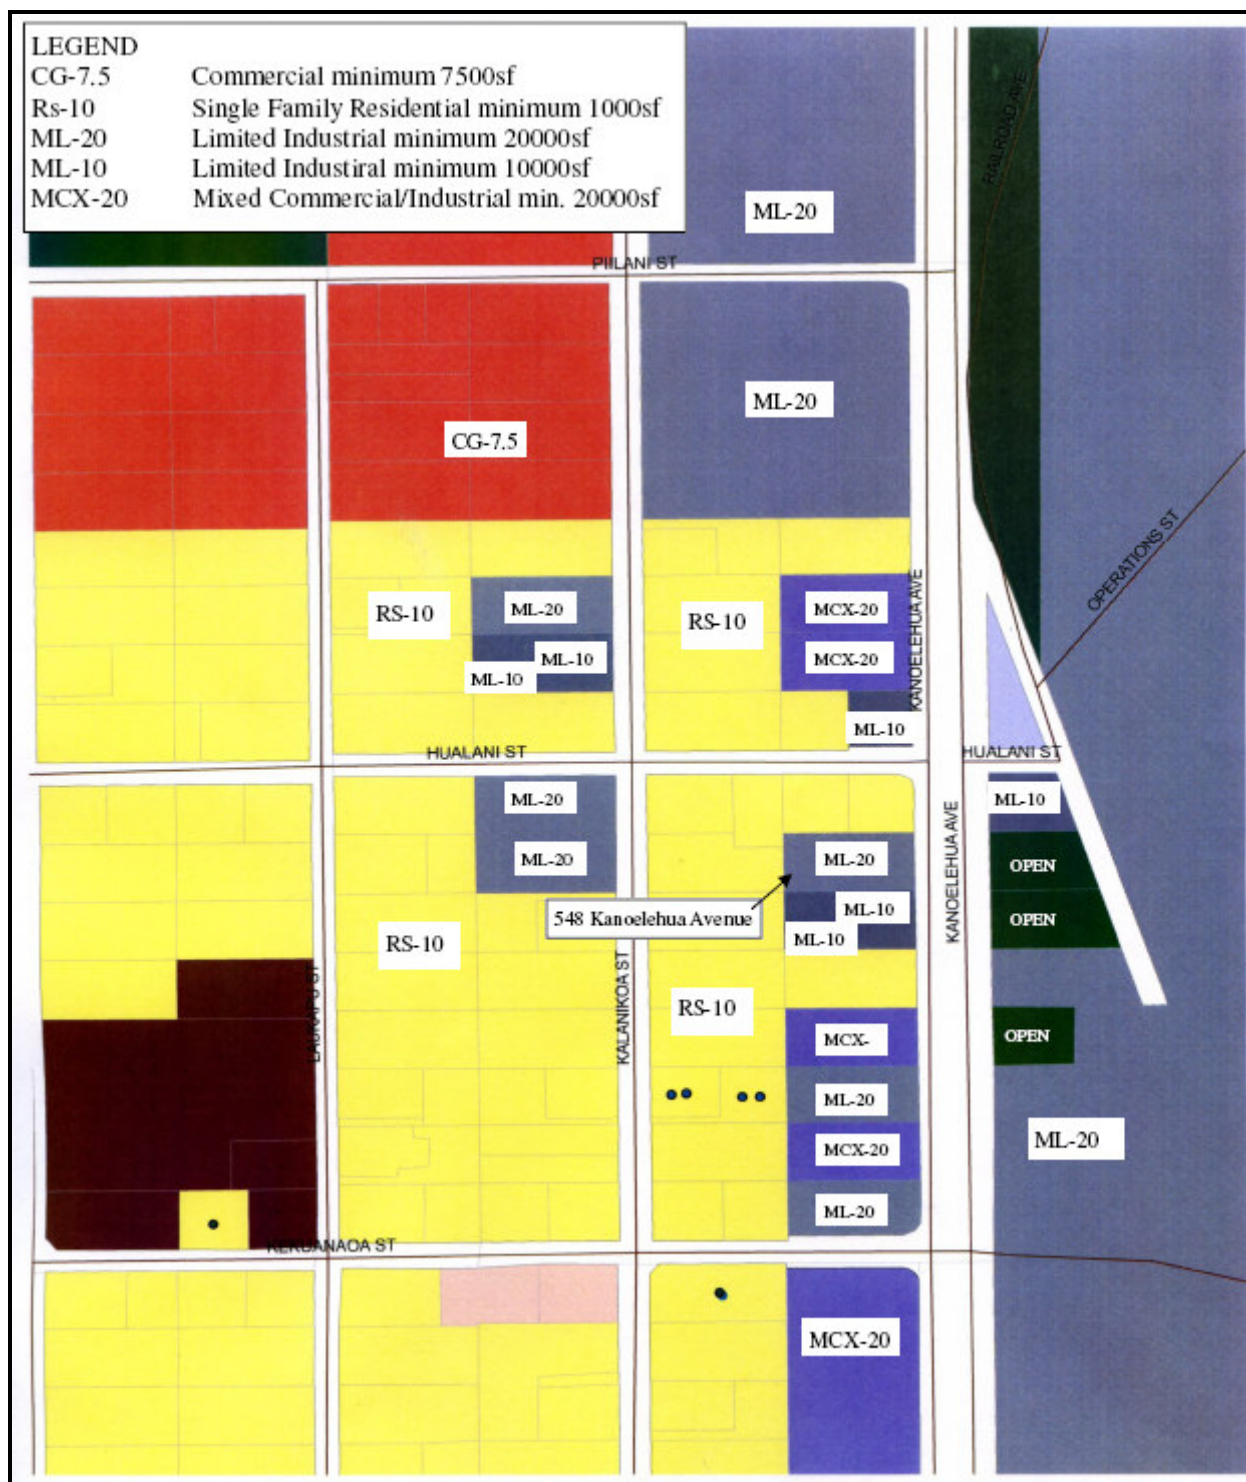 LEGEND
CG-7.5 Commercial minimum 7500sf
Rs-10 Single Family Residential minimum 1000sf
ML-20 Limited Industrial minimum 20000sf
ML-10 Limited Industiral minimum 10000sf
MCX-20 Mixed Commercial/Industrial min. 20000sf
RAILROAD AVE
ML-20
PIILANI ST
ML-20
CG-7.5
OPERATIONS ST
RS-10
ML-20
ML-10
ML-10
RS-10
MCX-20
MCX-20
KANOELEHUA AVE
ML-10
HUALANI ST
HUALANI ST
ML-20
ML-20
ML-20
ML-10
OPEN
548 Kanoelehua Avenue
ML-10
ML-10
OPEN
KANOELEHUA AVE
RS-10
LAUKAPU ST
KALANIKOA ST
RS-10
MCX-
OPEN
ML-20
ML-20
MCX-20
ML-20
KEKUANAOA ST
MCX-20